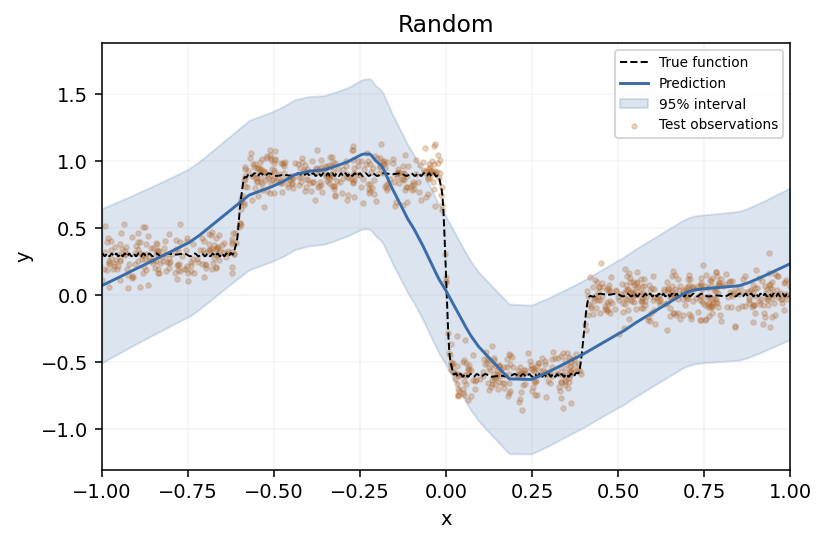 Random
True function
Prediction
95% interval
Test observations
y
1.5
1.0
0.5
0.0
−0.5
−1.0
−1.00 −0.75 −0.50 −0.25 0.00 0.25 0.50 0.75 1.00
x